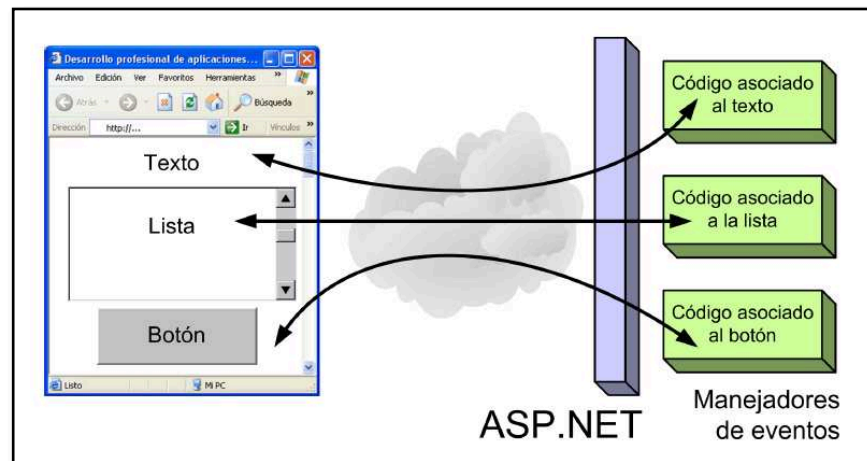 Desarrollo profesional de aplicaciones...
Archivo Edición Ver Favoritos Herramientas »
Atrás Búsqueda »
Dirección http://... Ir Vínculos »
Texto
Lista
Botón
Listo Mi PC
ASP.NET
Código asociado
al texto
Código asociado
a la lista
Código asociado
al botón
Manejadores
de eventos